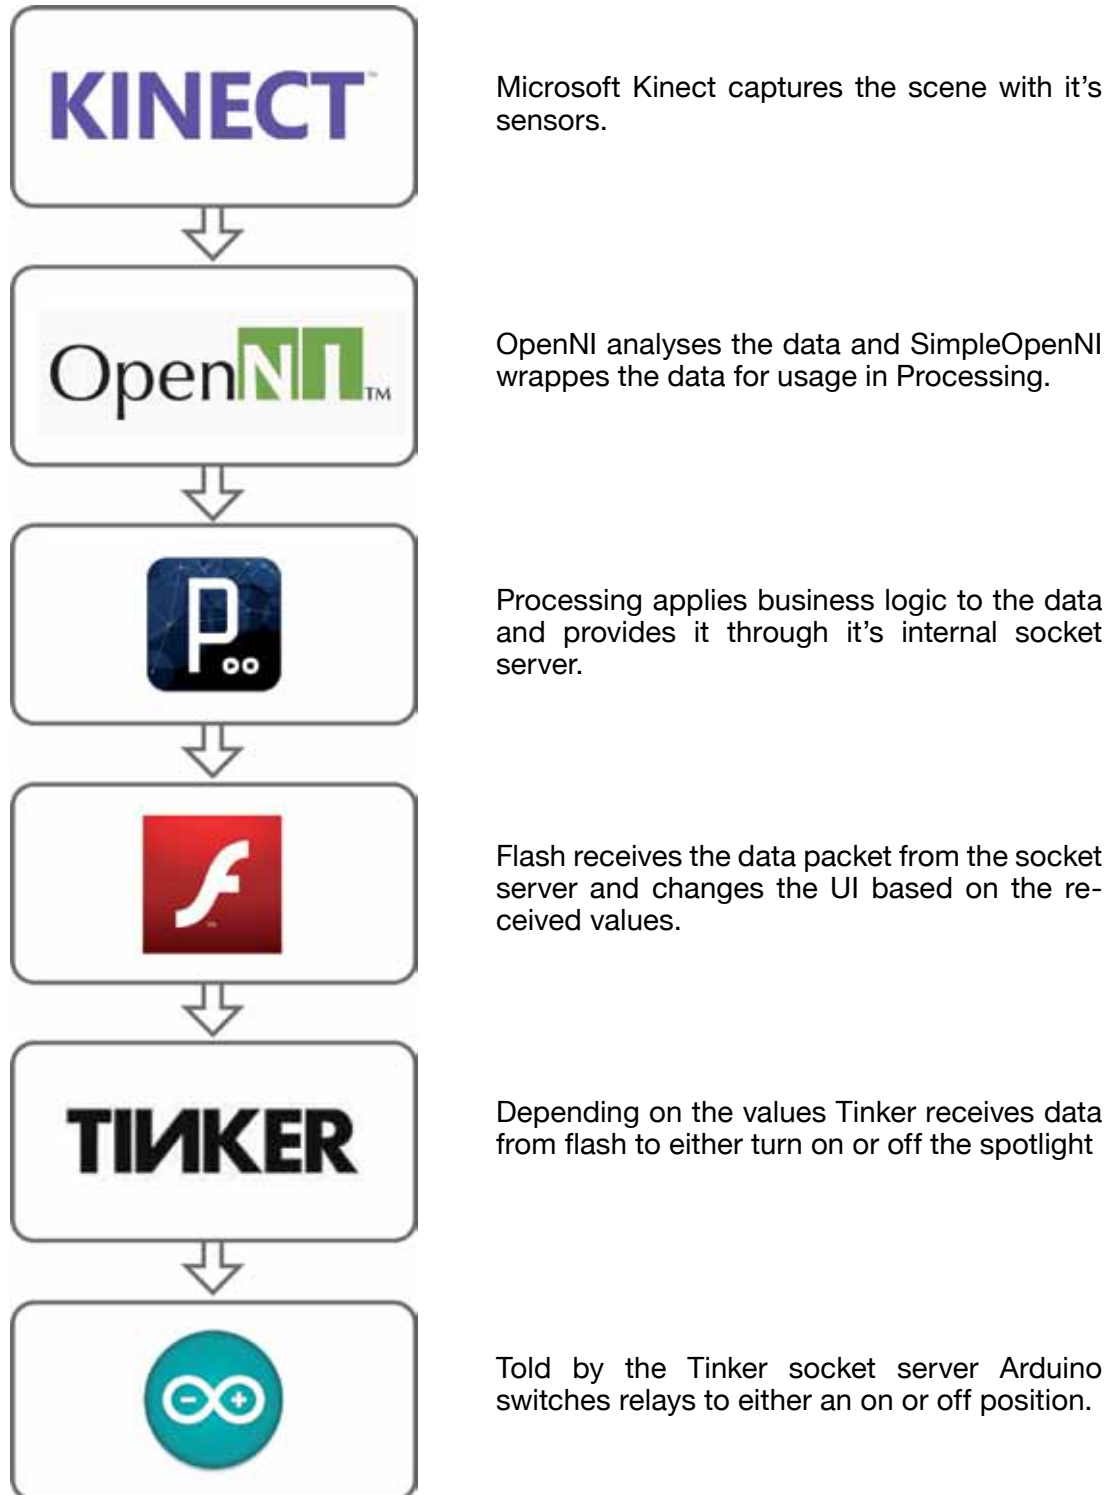 KINECT™
Microsoft Kinect captures the scene with it's
sensors.
OpenNI™
OpenNI analyses the data and SimpleOpenNI
wrappes the data for usage in Processing.
P
Processing applies business logic to the data
and provides it through it's internal socket
server.
f
Flash receives the data packet from the socket
server and changes the UI based on the re-
ceived values.
TINKER
Depending on the values Tinker receives data
from flash to either turn on or off the spotlight
Told by the Tinker socket server Arduino
switches relays to either an on or off position.